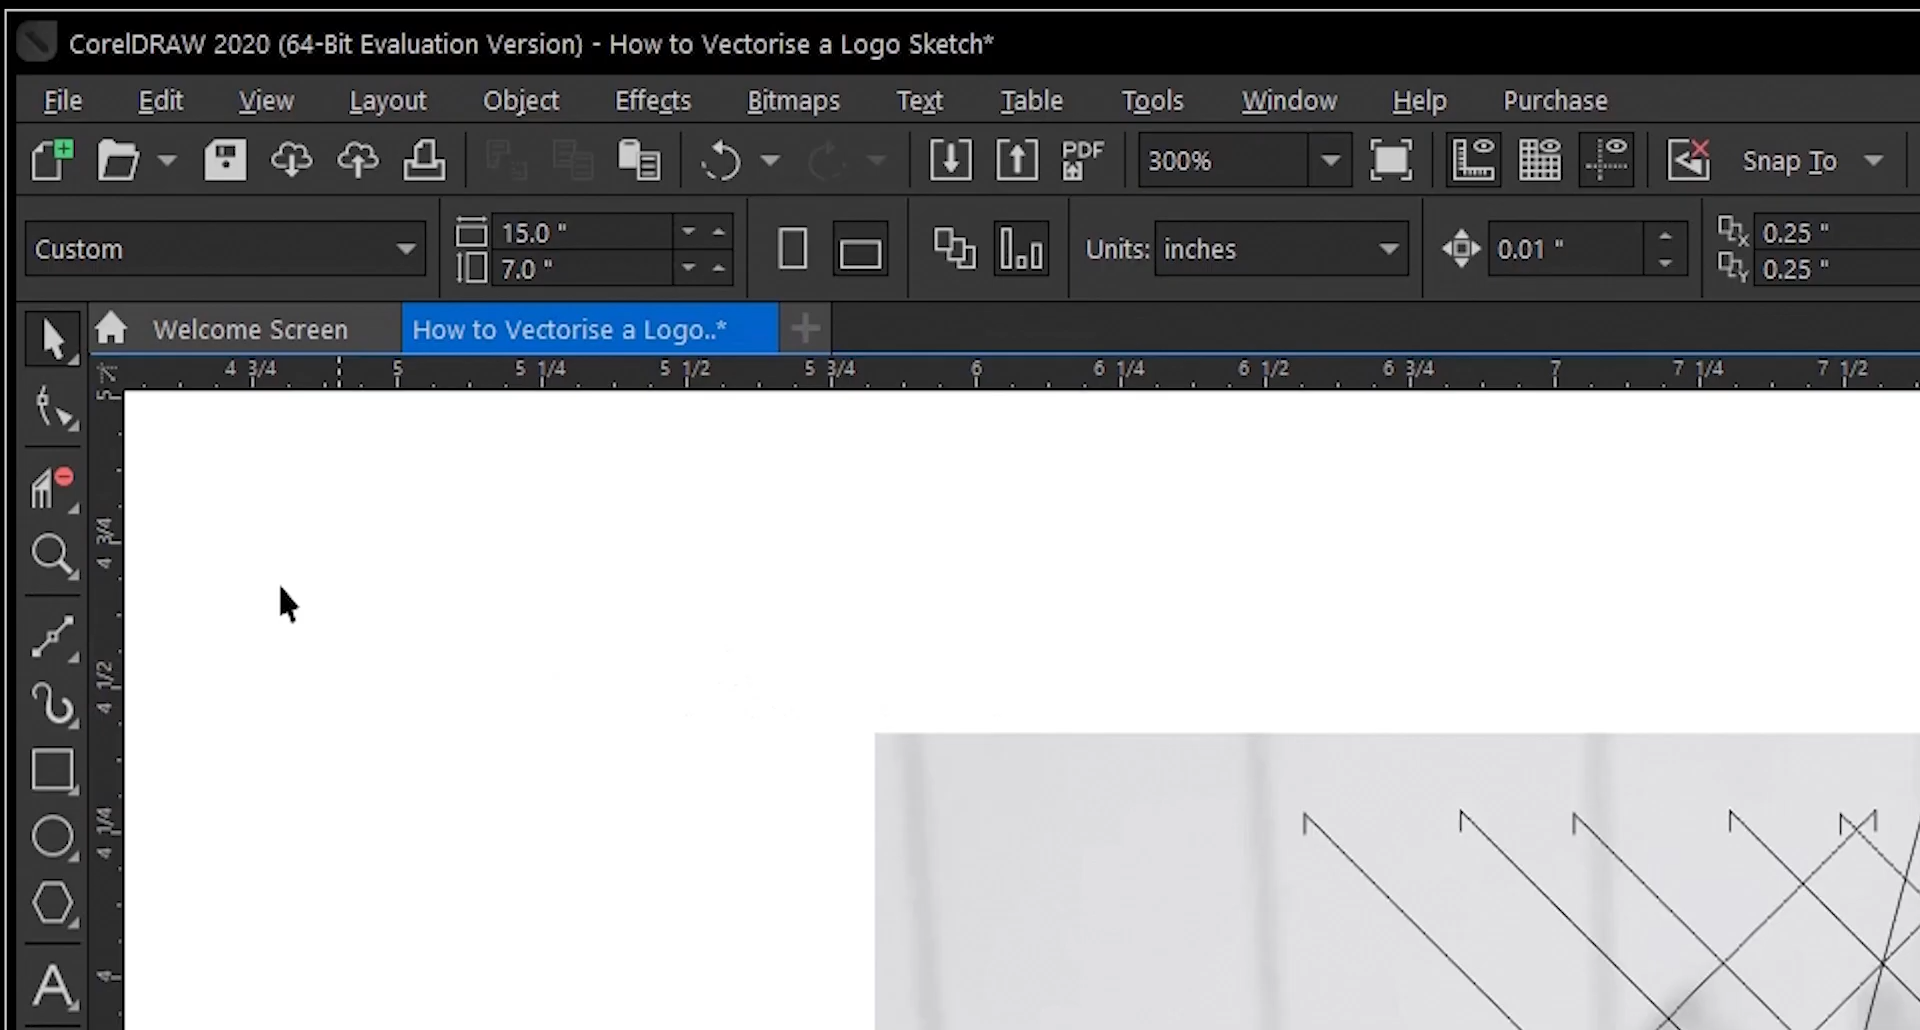 CorelDRAW 2020 (64-Bit Evaluation Version) - How to Vectorise a Logo Sketch*
File Edit View Layout Object Effects Bitmaps Text Table Tools Window Help Purchase
PDF 300% Snap To
Custom 15.0 " Units: inches 0.01 " 0.25 "
7.0 " 0.25 "
Welcome Screen How to Vectorise a Logo..*
4 3/4 5 5 1/4 5 1/2 5 3/4 6 6 1/4 6 1/2 6 3/4 7 7 1/4 7 1/2
5
4 3/4
4 1/2
4 1/4
4
A